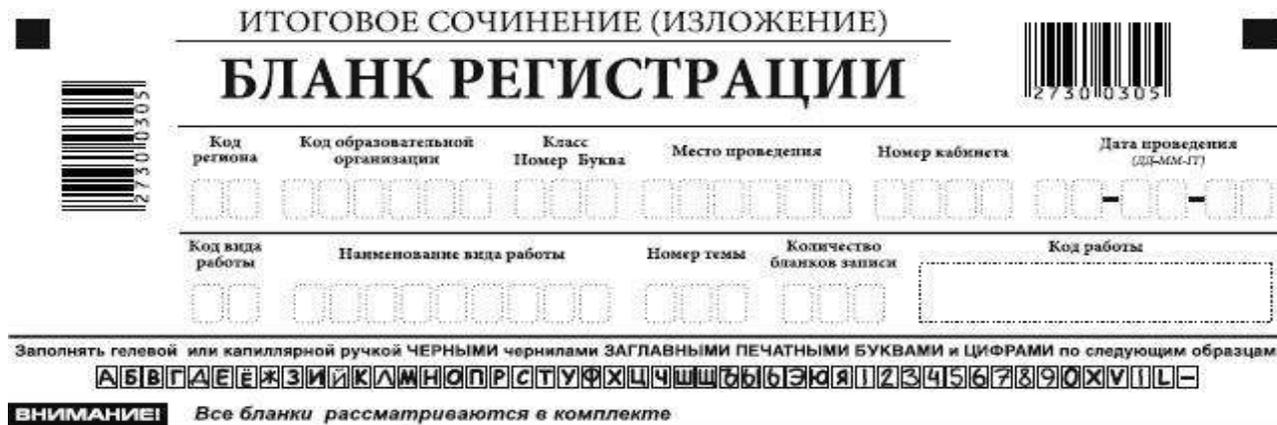 ИТОГОВОЕ СОЧИНЕНИЕ (ИЗЛОЖЕНИЕ)
БЛАНК РЕГИСТРАЦИИ
2730 0305
2730 0305
Код региона
Код образовательной организации
Класс
Номер Буква
Место проведения
Номер кабинета
Дата проведения
(ДД-ММ-ГГ)
Код вида работы
Наименование вида работы
Номер темы
Количество бланков записи
Код работы
Заполнять гелевой или капиллярной ручкой ЧЕРНЫМИ чернилами ЗАГЛАВНЫМИ ПЕЧАТНЫМИ БУКВАМИ и ЦИФРАМИ по следующим образцам
АБВГДЕЁЖЗИЙКЛМНОПРСТУФХЦЧШЩЪЫЬЭЮЯ1234567890XVIL-
ВНИМАНИЕ! Все бланки рассматриваются в комплекте